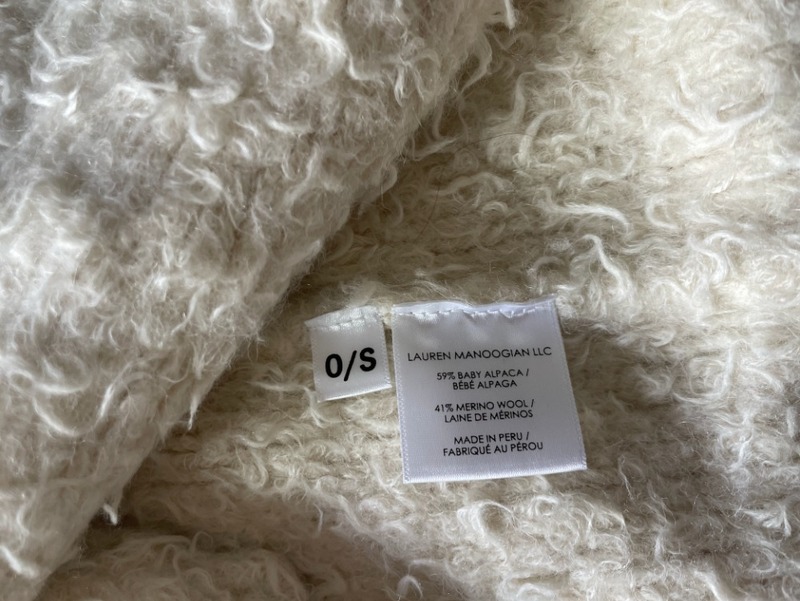 O/S
LAUREN MANOOGIAN LLC
59% BABY ALPACA /
BÉBÉ ALPAGA
41% MERINO WOOL /
LAINE DE MÉRINOS
MADE IN PERU /
FABRIQUÉ AU PÉROU